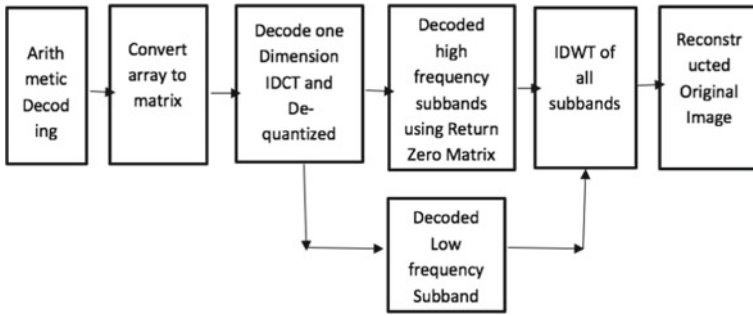 Arith
metic
Decod
ing
Convert
array to
matrix
Decode one
Dimension
IDCT and
De-
quantized
Decoded
high
frequency
subbands
using Return
Zero Matrix
IDWT of
all
subbands
Reconstr
ucted
Original
Image
Decoded
Low
frequency
Subband